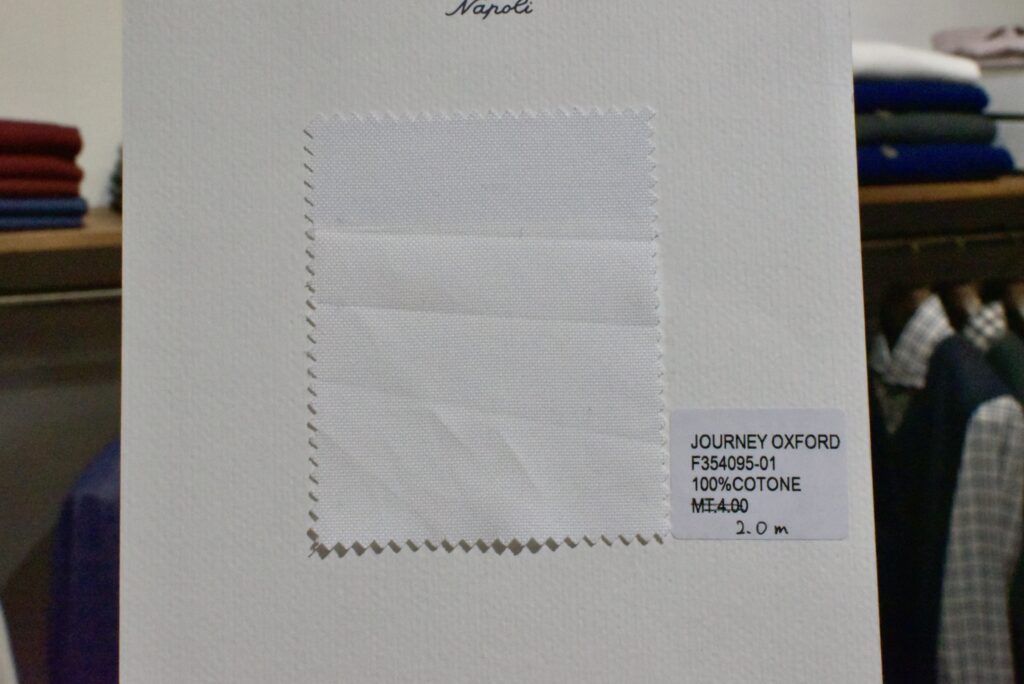 Napoli
JOURNEY OXFORD
F354095-01
100%COTONE
MT.4.00
2.0 m